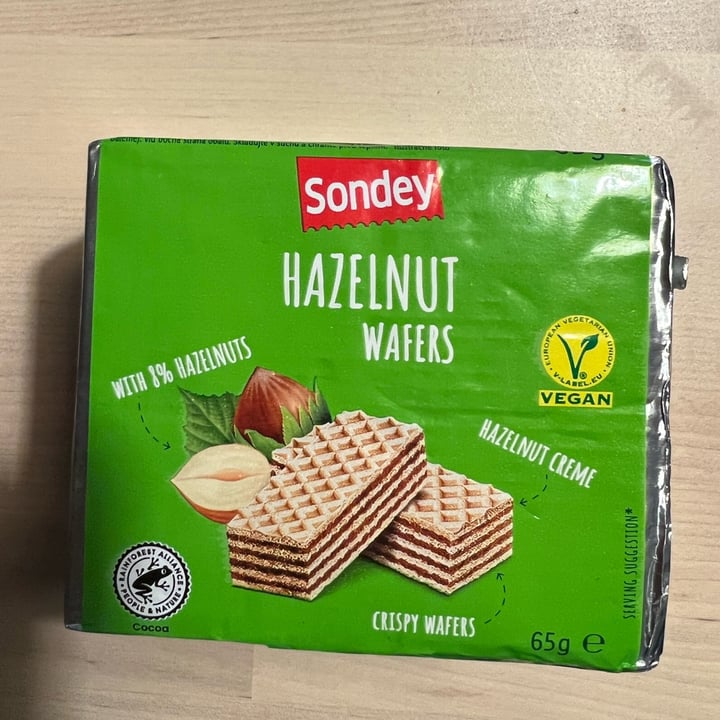 Sondey
HAZELNUT
WAFERS
WITH 8% HAZELNUTS
EUROPEAN VEGETARIAN UNION
V-LABEL.EU
VEGAN
HAZELNUT CREME
RAINFOREST ALLIANCE
PEOPLE & NATURE
Cocoa
CRISPY WAFERS
65g e
SERVING SUGGESTION*